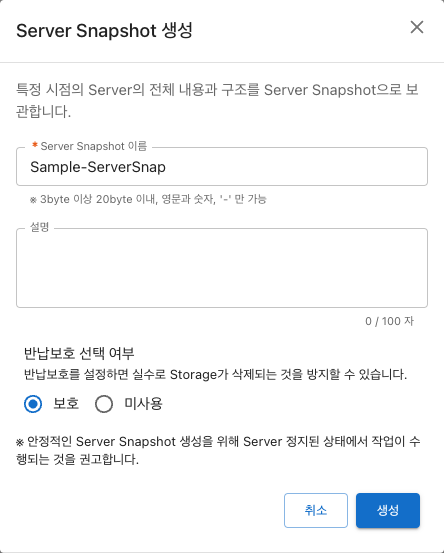 Server Snapshot 생성
특정 시점의 Server의 전체 내용과 구조를 Server Snapshot으로 보
관합니다.
* Server Snapshot 이름
Sample-ServerSnap
※ 3byte 이상 20byte 이내, 영문과 숫자, '-' 만 가능
설명
0 / 100 자
반납보호 선택 여부
반납보호를 설정하면 실수로 Storage가 삭제되는 것을 방지할 수 있습니다.
보호 미사용
※ 안정적인 Server Snapshot 생성을 위해 Server 정지된 상태에서 작업이 수
행되는 것을 권고합니다.
취소 생성